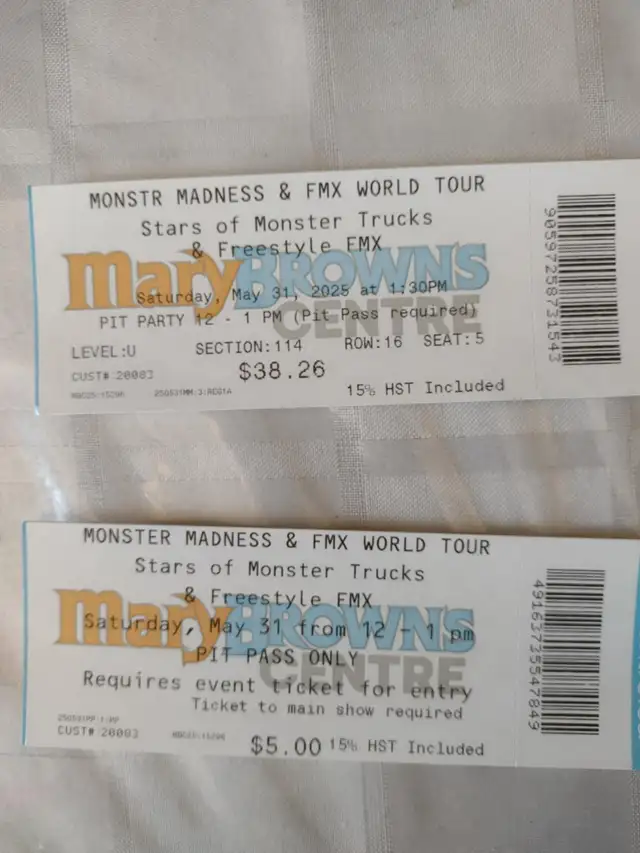 MONSTR MADNESS & FMX WORLD TOUR
Stars of Monster Trucks
& Freestyle FMX
Mary BROWNS
CENTRE
Saturday, May 31, 2025 at 1:30PM
PIT PARTY 12 - 1 PM (Pit Pass required)
LEVEL:U SECTION:114 ROW:16 SEAT:5
CUST# 20083 $38.26
15% HST Included
90597258731543
MONSTER MADNESS & FMX WORLD TOUR
Stars of Monster Trucks
& Freestyle FMX
Mary BROWNS
CENTRE
Saturday, May 31 from 12 - 1 pm
PIT PASS ONLY
Requires event ticket for entry
Ticket to main show required
CUST# 20083
$5.00 15% HST Included
4916373554 7849